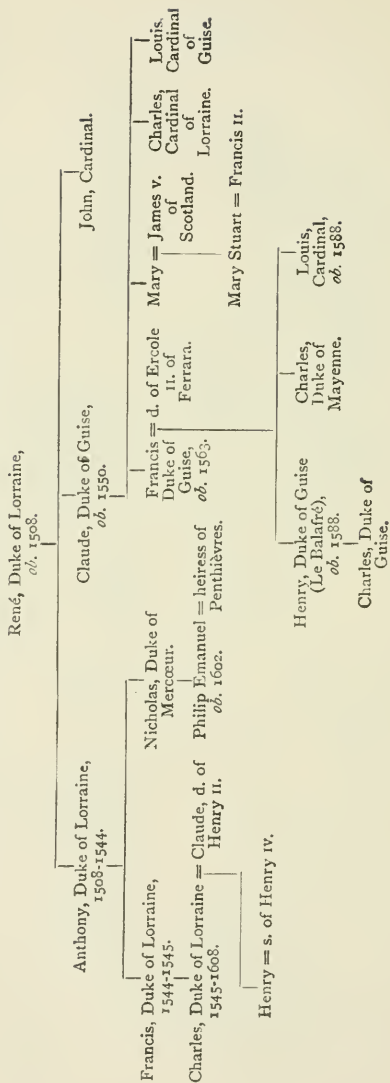 René, Duke of Lorraine,
ob. 1508.
Anthony, Duke of Lorraine,
1508-1544.
Claude, Duke of Guise,
ob. 1550.
John, Cardinal.
Francis, Duke of Lorraine,
1544-1545.
Nicholas, Duke of
Mercœur.
Francis = d. of Ercole
Duke of II. of
Guise, Ferrara.
ob. 1563.
Mary = James V.
of
Scotland.
Charles,
Cardinal
of
Lorraine.
Louis,
Cardinal
of
Guise.
Charles, Duke of Lorraine = Claude, d. of
1545-1608. Henry II.
Philip Emanuel = heiress of
ob. 1602. Penthièvres.
Mary Stuart = Francis II.
Henry = s. of Henry IV.
Henry, Duke of Guise
(Le Balafré),
ob. 1588.
Charles,
Duke of
Mayenne.
Louis,
Cardinal,
ob. 1588.
Charles, Duke of
Guise.